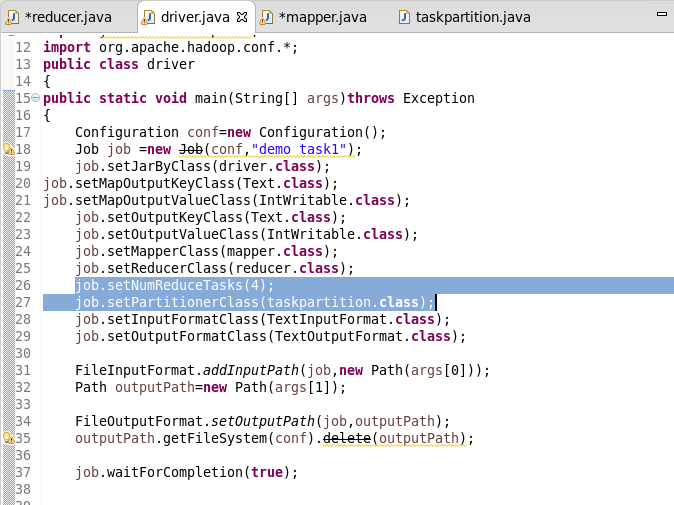 *reducer.java driver.java *mapper.java taskpartition.java
12 import org.apache.hadoop.conf.*;
13 public class driver
14 {
15 public static void main(String[] args)throws Exception
16 {
17 Configuration conf=new Configuration();
18 Job job =new Job(conf,"demo task1");
19 job.setJarByClass(driver.class);
20 job.setMapOutputKeyClass(Text.class);
21 job.setMapOutputValueClass(IntWritable.class);
22 job.setOutputKeyClass(Text.class);
23 job.setOutputValueClass(IntWritable.class);
24 job.setMapperClass(mapper.class);
25 job.setReducerClass(reducer.class);
26 job.setNumReduceTasks(4);
27 job.setPartitionerClass(taskpartition.class);
28 job.setInputFormatClass(TextInputFormat.class);
29 job.setOutputFormatClass(TextOutputFormat.class);
30
31 FileInputFormat.addInputPath(job,new Path(args[0]));
32 Path outputPath=new Path(args[1]);
33
34 FileOutputFormat.setOutputPath(job,outputPath);
35 outputPath.getFileSystem(conf).delete(outputPath);
36
37 job.waitForCompletion(true);
38